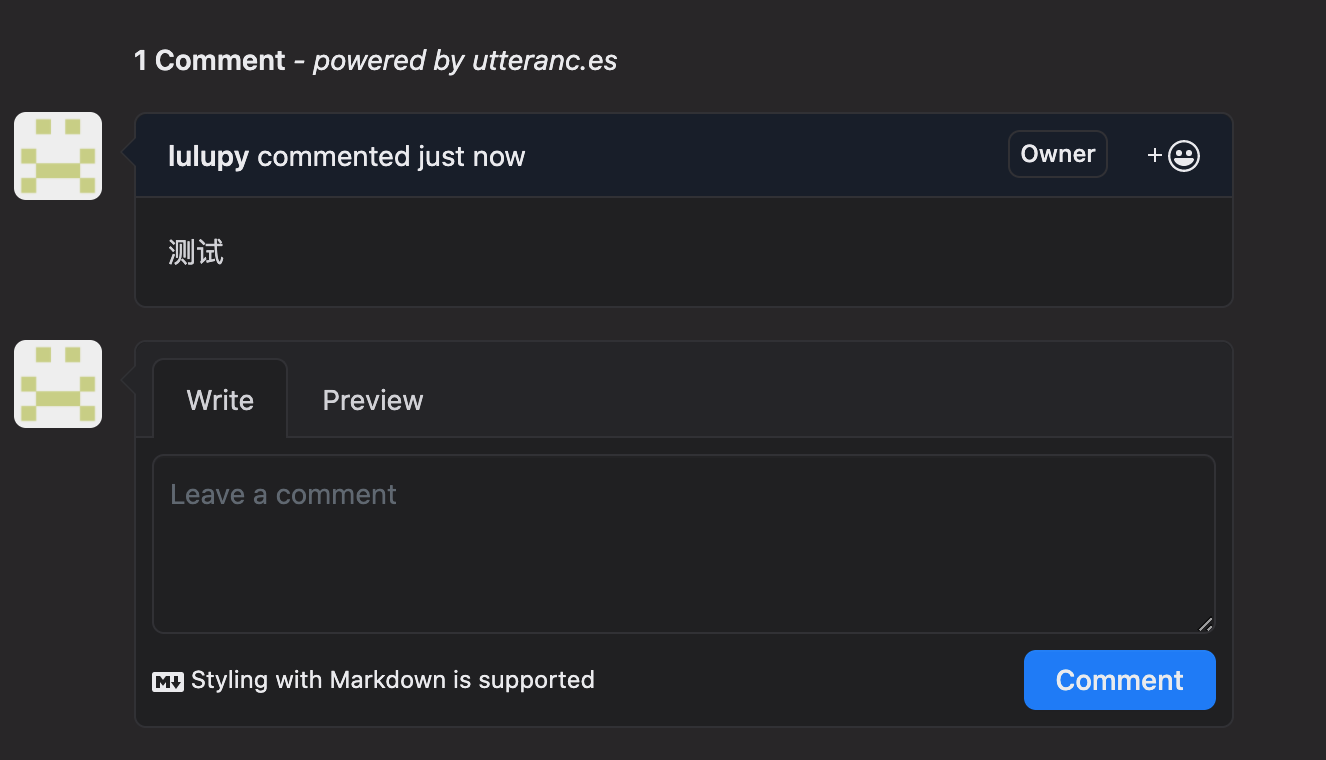 1 Comment - powered by utteranc.es
lulupy commented just now
Owner
+
测试
Write
Preview
Leave a comment
M↓ Styling with Markdown is supported
Comment